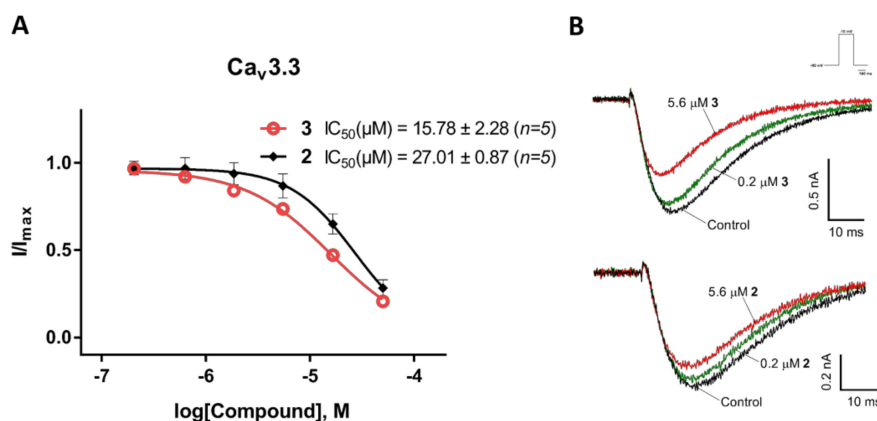 A
Cav3.3
3 IC50(µM) = 15.78 ± 2.28 (n=5)
2 IC50(µM) = 27.01 ± 0.87 (n=5)
I/Imax
1.0
0.5
0.0
-7 -6 -5 -4
log[Compound], M
B
5.6 µM 3
0.2 µM 3
Control
0.5 nA
10 ms
5.6 µM 2
0.2 µM 2
Control
0.2 nA
10 ms